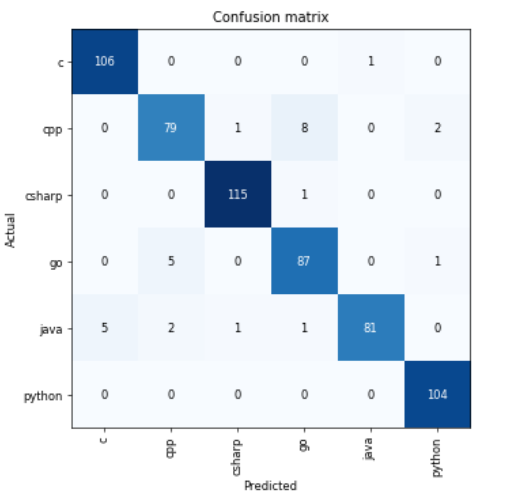 Confusion matrix
Actual
c 106 0 0 0 1 0
cpp 0 79 1 8 0 2
csharp 0 0 115 1 0 0
go 0 5 0 87 0 1
java 5 2 1 1 81 0
python 0 0 0 0 0 104
c cpp csharp go java python
Predicted